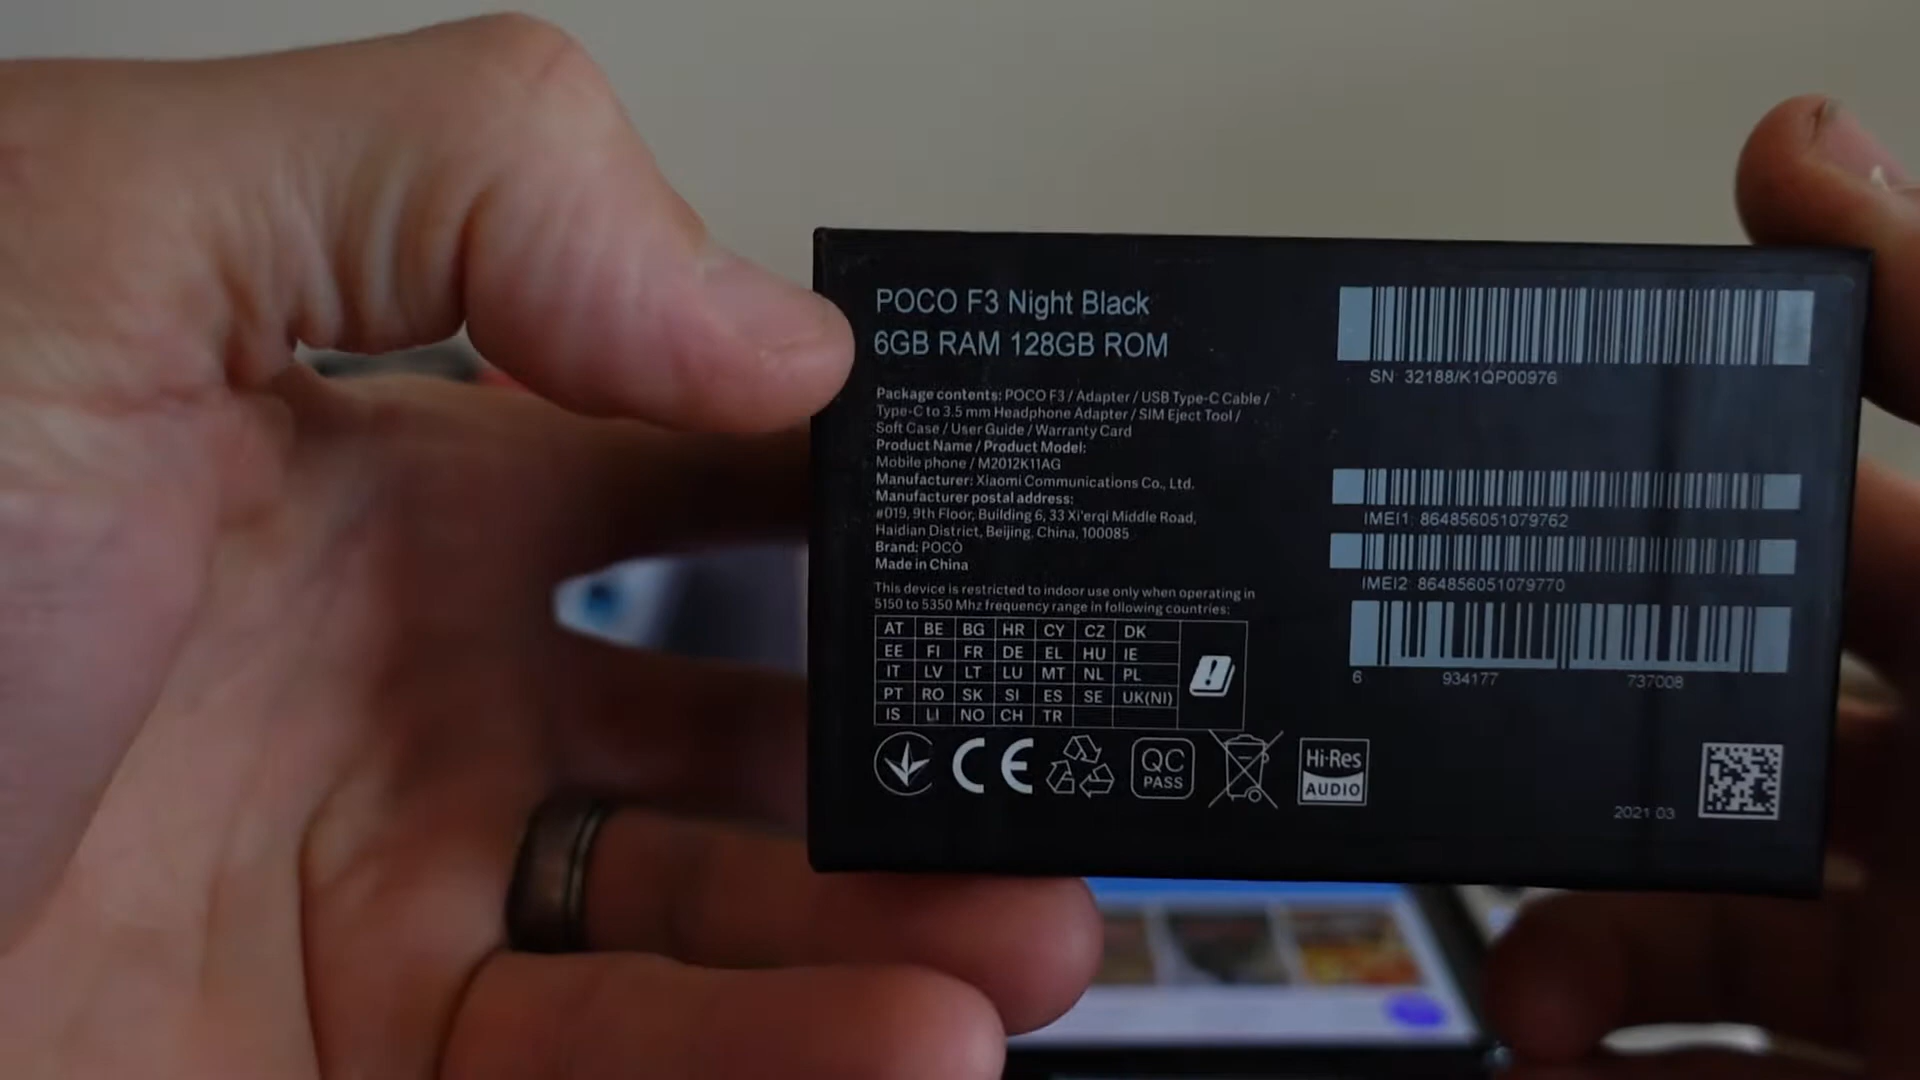 POCO F3 Night Black
6GB RAM 128GB ROM
Package contents: POCO F3 / Adapter / USB Type-C Cable /
Type-C to 3.5 mm Headphone Adapter / SIM Eject Tool /
Soft Case / User Guide / Warranty Card
Product Name / Product Model:
Mobile phone / M2012K11AG
Manufacturer: Xiaomi Communications Co., Ltd.
Manufacturer postal address:
#019, 9th Floor, Building 6, 33 Xi'erqi Middle Road,
Haidian District, Beijing, China, 100085
Brand: POCO
Made in China
This device is restricted to indoor use only when operating in
5150 to 5350 Mhz frequency range in following countries:
AT BE BG HR CY CZ DK
EE FI FR DE EL HU IE
IT LV LT LU MT NL PL
PT RO SK SI ES SE UK(NI)
IS LI NO CH TR
CE
QC
PASS
Hi-Res
AUDIO
SN: 32188/K1QP00976
IMEI1: 864856051079762
IMEI2: 864856051079770
6 934177 737008
2021 03